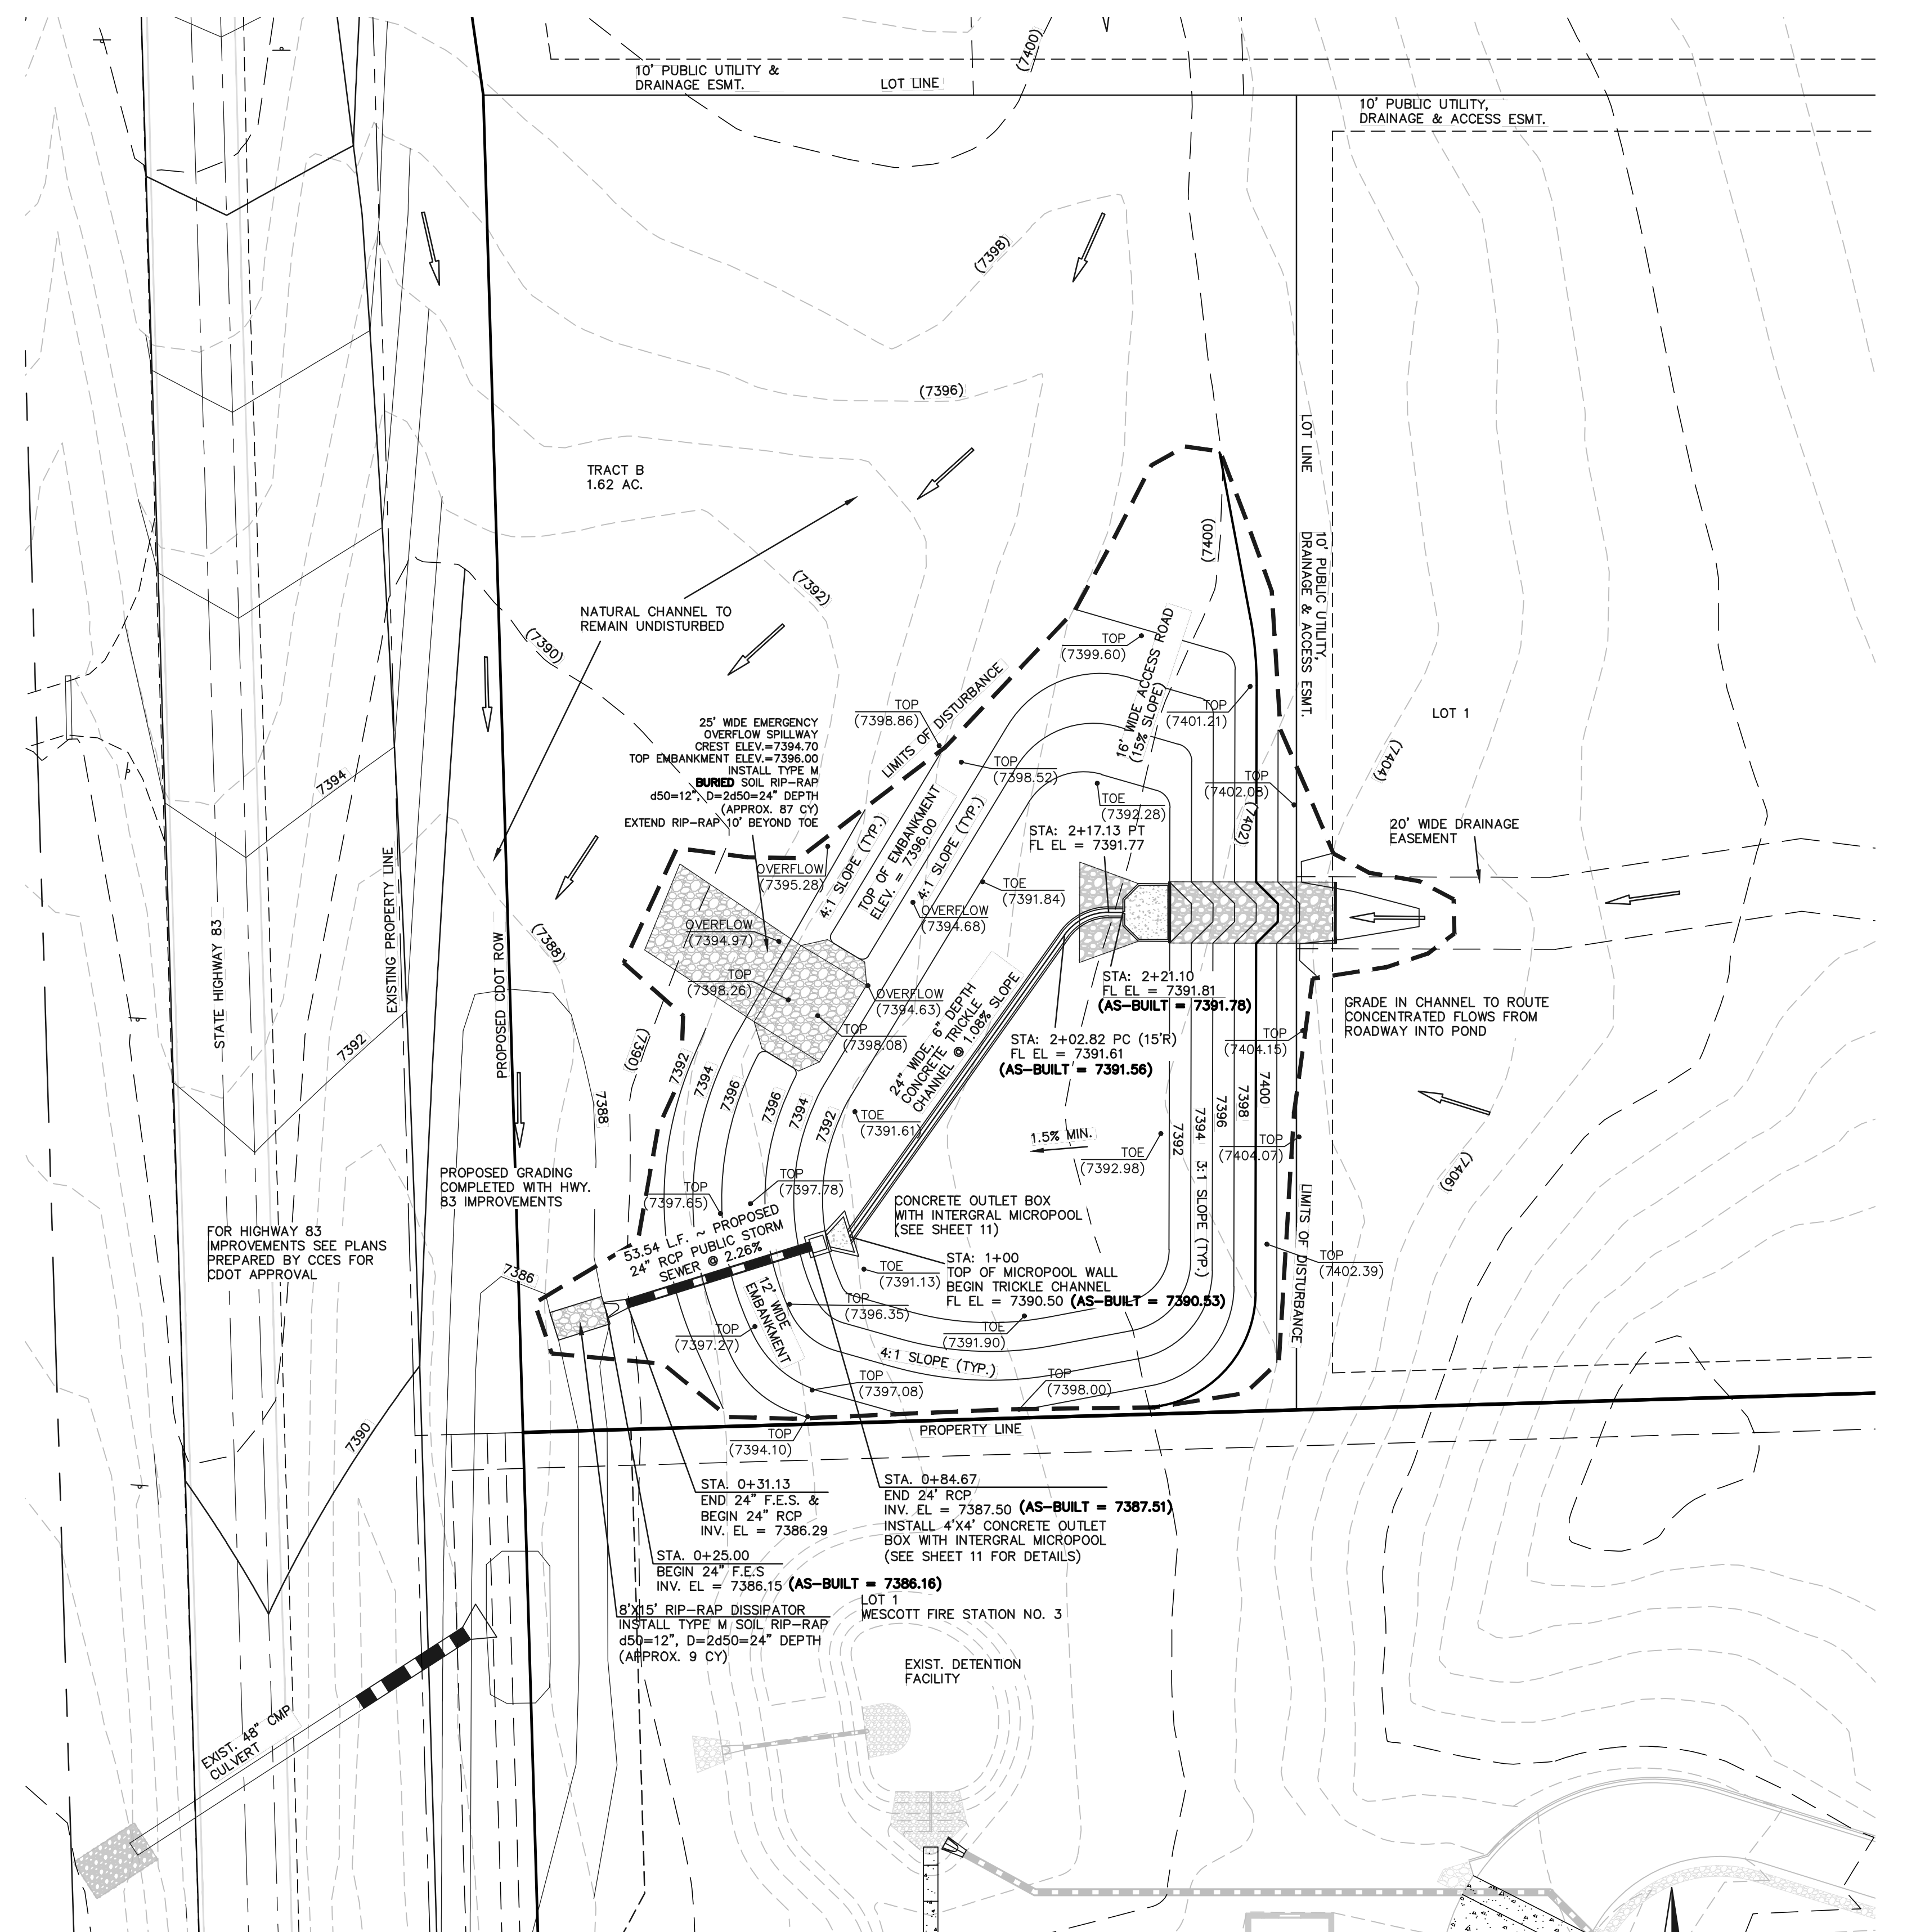 10' PUBLIC UTILITY &
DRAINAGE ESMT.
LOT LINE
(7400)
10' PUBLIC UTILITY,
DRAINAGE & ACCESS ESMT.
(7398)
(7396)
LOT LINE
TRACT B
1.62 AC.
(7400)
10' PUBLIC UTILITY,
DRAINAGE & ACCESS ESMT.
(7392)
NATURAL CHANNEL TO
REMAIN UNDISTURBED
(7390)
TOP
(7399.60)
16' WIDE ACCESS ROAD
(15% SLOPE)
LIMITS OF DISTURBANCE
TOP
(7398.86)
TOP
(7401.21)
LOT 1
25' WIDE EMERGENCY
OVERFLOW SPILLWAY
CREST ELEV.=7394.70
TOP EMBANKMENT ELEV.=7396.00
INSTALL TYPE M
BURIED SOIL RIP-RAP
d50=12", D=2d50=24" DEPTH
(APPROX. 87 CY)
EXTEND RIP-RAP 10' BEYOND TOE
TOP
(7398.52)
TOP
(7402.08)
(7404)
7394
TOE
(7392.28)
(7402)
4:1 SLOPE (TYP.)
TOP OF EMBANKMENT
ELEV. = 7396.00
4:1 SLOPE (TYP.)
STA: 2+17.13 PT
FL EL = 7391.77
20' WIDE DRAINAGE
EASEMENT
EXISTING PROPERTY LINE
OVERFLOW
(7395.28)
TOE
(7391.84)
OVERFLOW
(7394.68)
STATE HIGHWAY 83
PROPOSED CDOT ROW
(7388)
OVERFLOW
(7394.97)
TOP
(7398.26)
OVERFLOW
(7394.63)
24" WIDE, 6" DEPTH
CONCRETE TRICKLE
CHANNEL @ 1.08% SLOPE
STA: 2+21.10
FL EL = 7391.81
(AS-BUILT = 7391.78)
GRADE IN CHANNEL TO ROUTE
CONCENTRATED FLOWS FROM
ROADWAY INTO POND
TOP
(7398.08)
STA: 2+02.82 PC (15'R)
FL EL = 7391.61
(AS-BUILT = 7391.56)
TOP
(7404.15)
7392
(7390)
7392
7394
7396
7396
7394
7392
7388
TOE
(7391.61)
7392
7394
7396
7398
7400
1.5% MIN.
TOE
(7392.98)
TOP
(7404.07)
(7406)
3:1 SLOPE (TYP.)
LIMITS OF DISTURBANCE
PROPOSED GRADING
COMPLETED WITH HWY.
83 IMPROVEMENTS
TOP
(7397.65)
TOP
(7397.78)
CONCRETE OUTLET BOX
WITH INTERGRAL MICROPOOL
(SEE SHEET 11)
FOR HIGHWAY 83
IMPROVEMENTS SEE PLANS
PREPARED BY CCES FOR
CDOT APPROVAL
53.54 L.F. ~ PROPOSED
24" RCP PUBLIC STORM
SEWER @ 2.26%
7386
STA: 1+00
TOP OF MICROPOOL WALL
BEGIN TRICKLE CHANNEL
FL EL = 7390.50 (AS-BUILT = 7390.53)
TOE
(7391.13)
TOP
(7402.39)
12' WIDE
EMBANKMENT
TOP
(7396.35)
TOP
(7397.27)
TOE
(7391.90)
4:1 SLOPE (TYP.)
TOP
(7397.08)
TOP
(7398.00)
7390
TOP
(7394.10)
PROPERTY LINE
STA. 0+31.13
END 24" F.E.S. &
BEGIN 24" RCP
INV. EL = 7386.29
STA. 0+84.67
END 24' RCP
INV. EL = 7387.50 (AS-BUILT = 7387.51)
INSTALL 4'X4' CONCRETE OUTLET
BOX WITH INTERGRAL MICROPOOL
(SEE SHEET 11 FOR DETAILS)
STA. 0+25.00
BEGIN 24" F.E.S
INV. EL = 7386.15 (AS-BUILT = 7386.16)
8'X15' RIP-RAP DISSIPATOR
INSTALL TYPE M SOIL RIP-RAP
d50=12", D=2d50=24" DEPTH
(APPROX. 9 CY)
LOT 1
WESCOTT FIRE STATION NO. 3
EXIST. DETENTION
FACILITY
EXIST. 48" CMP
CULVERT